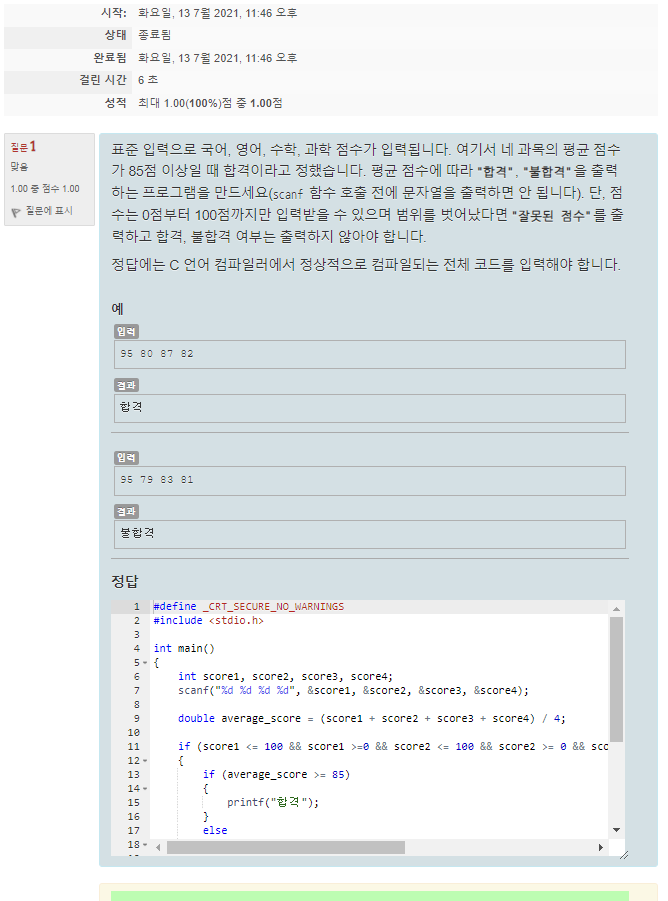 시작: 화요일, 13 7월 2021, 11:46 오후
상태 종료됨
완료됨 화요일, 13 7월 2021, 11:46 오후
걸린 시간 6 초
성적 최대 1.00(100%)점 중 1.00점
질문 1
맞음
1.00 중 점수 1.00
질문에 표시
표준 입력으로 국어, 영어, 수학, 과학 점수가 입력됩니다. 여기서 네 과목의 평균 점수
가 85점 이상일 때 합격이라고 정했습니다. 평균 점수에 따라 "합격", "불합격"을 출력
하는 프로그램을 만드세요(scanf 함수 호출 전에 문자열을 출력하면 안 됩니다). 단, 점
수는 0점부터 100점까지만 입력받을 수 있으며 범위를 벗어났다면 "잘못된 점수"를 출
력하고 합격, 불합격 여부는 출력하지 않아야 합니다.
정답에는 C 언어 컴파일러에서 정상적으로 컴파일되는 전체 코드를 입력해야 합니다.
예
입력
95 80 87 82
결과
합격
입력
95 79 83 81
결과
불합격
정답
1 #define _CRT_SECURE_NO_WARNINGS
2 #include <stdio.h>
3
4 int main()
5 {
6 int score1, score2, score3, score4;
7 scanf("%d %d %d %d", &score1, &score2, &score3, &score4);
8
9 double average_score = (score1 + score2 + score3 + score4) / 4;
10
11 if (score1 <= 100 && score1 >=0 && score2 <= 100 && score2 >= 0 && sco
12 {
13 if (average_score >= 85)
14 {
15 printf("합격");
16 }
17 else
18